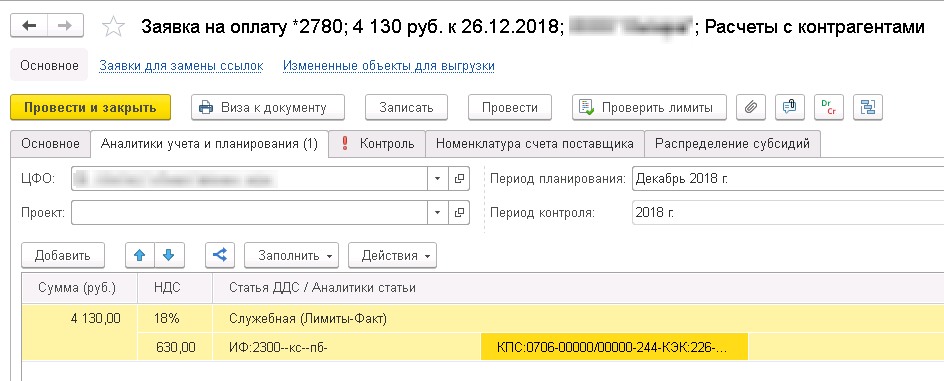 Заявка на оплату *2780; 4 130 руб. к 26.12.2018; ; Расчеты с контрагентами
Основное Заявки для замены ссылок Измененные объекты для выгрузки
Провести и закрыть Виза к документу Записать Провести Проверить лимиты Dr Cr
Основное Аналитики учета и планирования (1) Контроль Номенклатура счета поставщика Распределение субсидий
ЦФО: Период планирования: Декабрь 2018 г.
Проект: Период контроля: 2018 г.
Добавить Заполнить Действия
Сумма (руб.) НДС Статья ДДС / Аналитики статьи
4 130,00 18% Служебная (Лимиты-Факт)
630,00 ИФ:2300--кс--пб- КПС:0706-00000/00000-244-КЭК:226-...